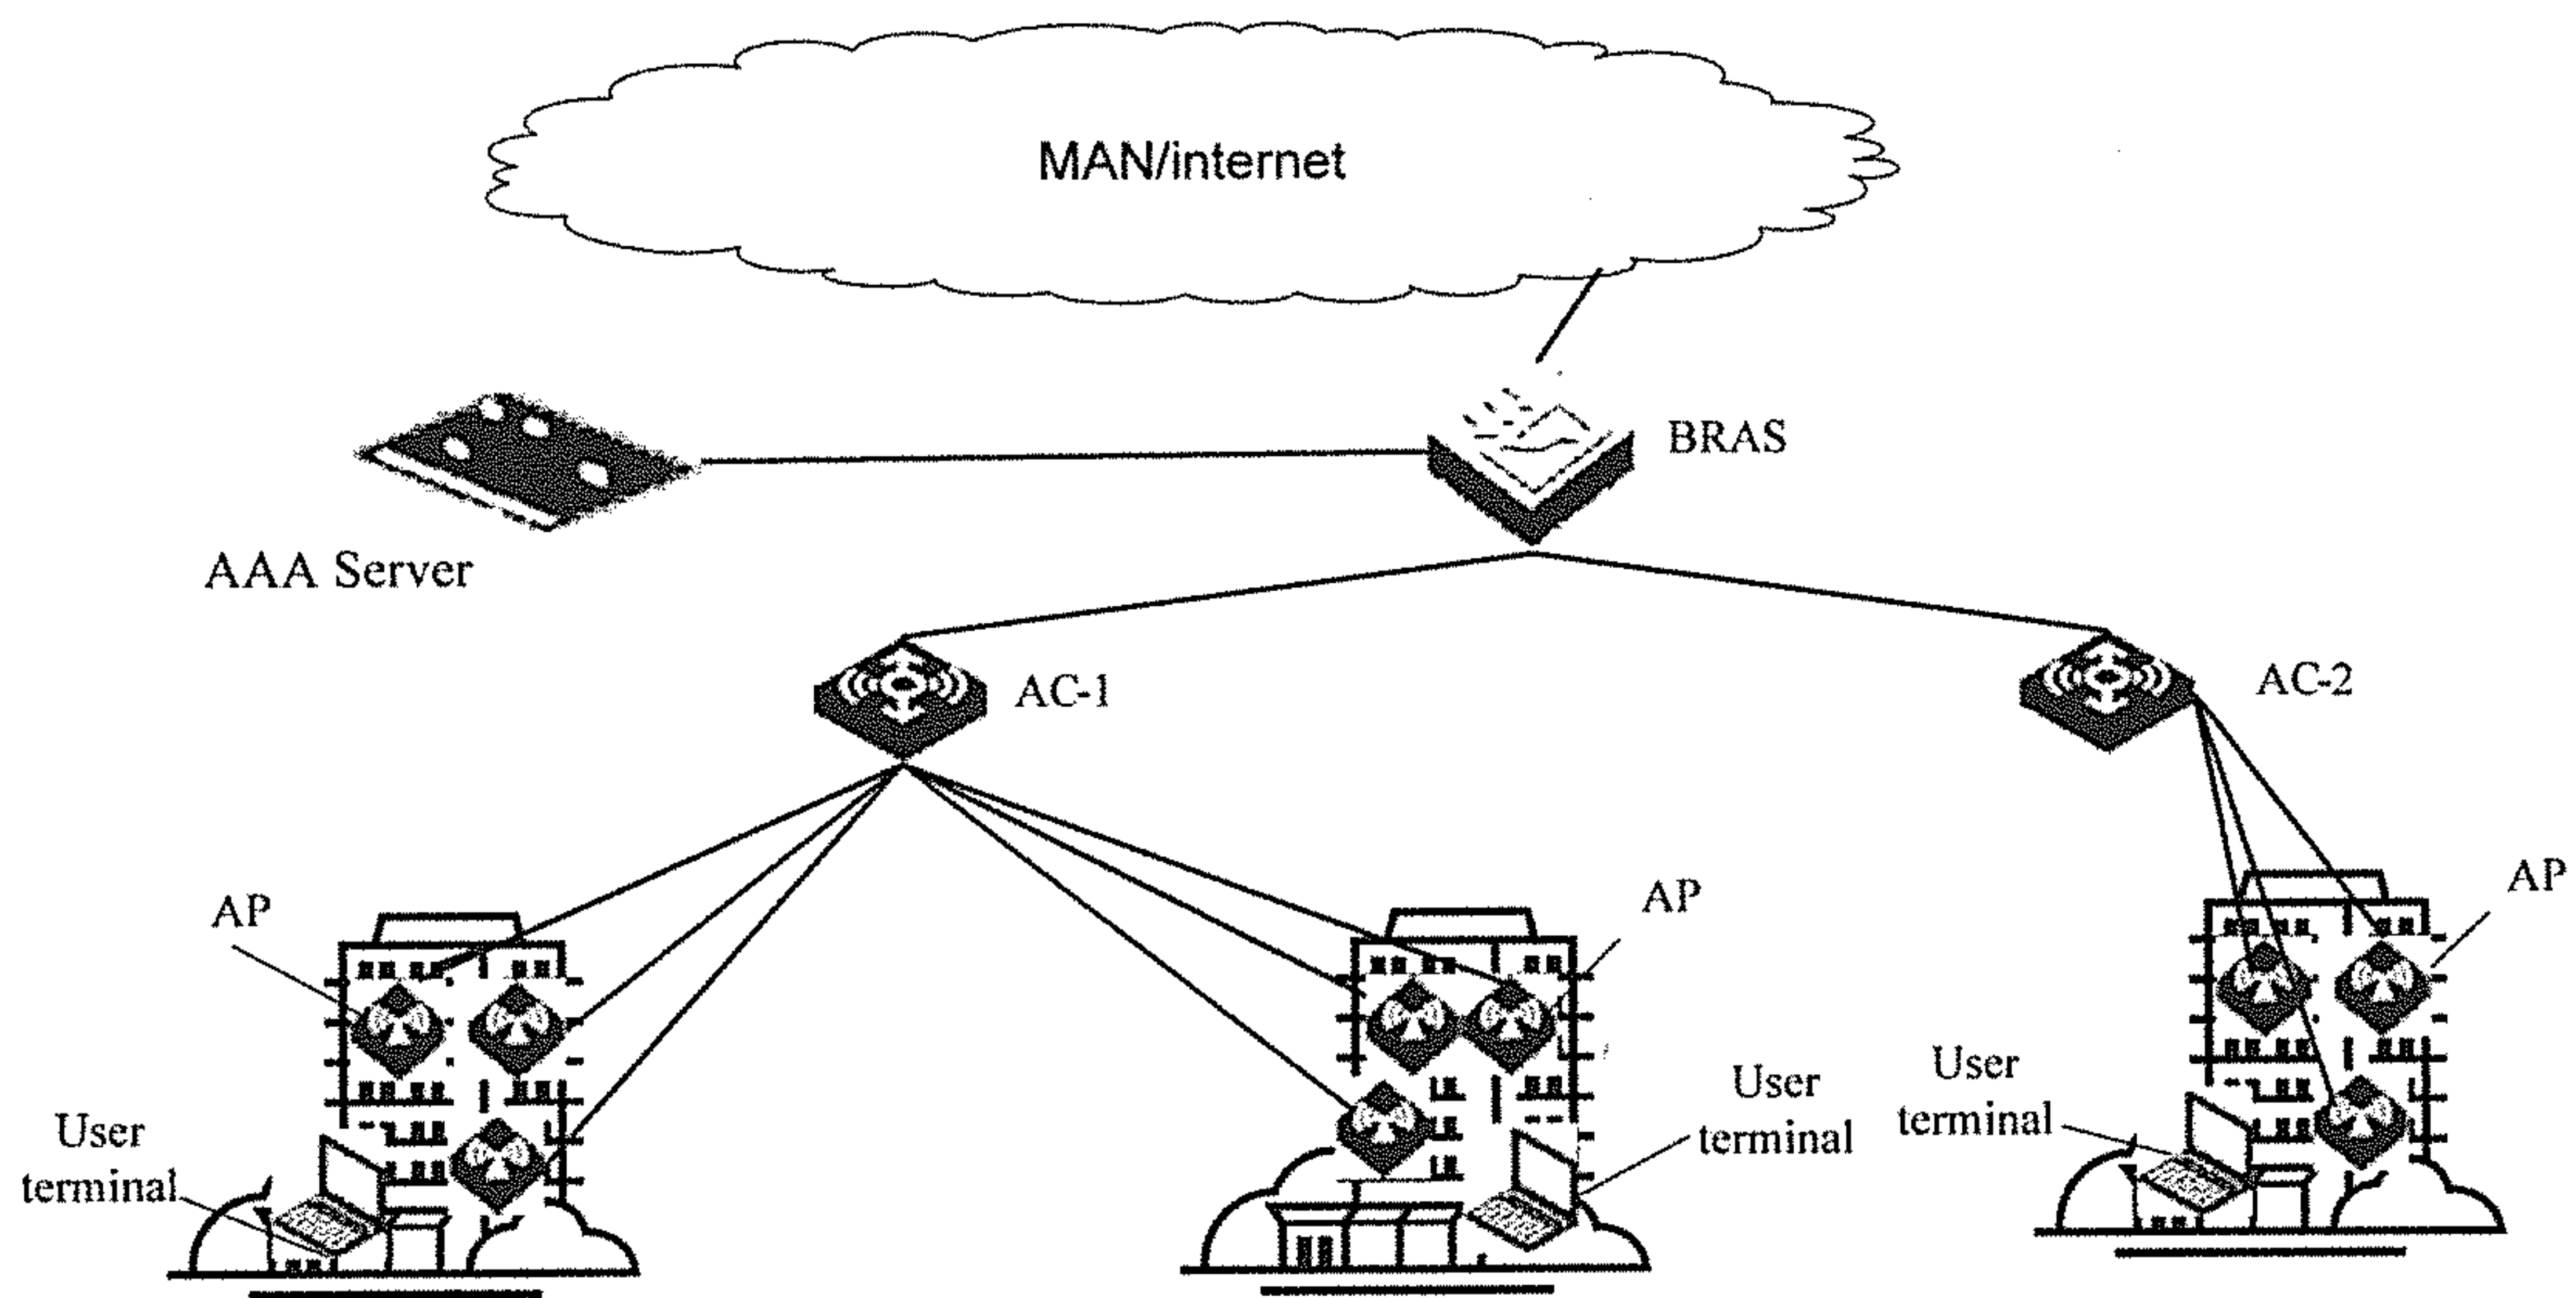 MAN/internet
BRAS
AAA Server
AC-1
AC-2
AP
AP
AP
User
terminal
User
terminal
User
terminal